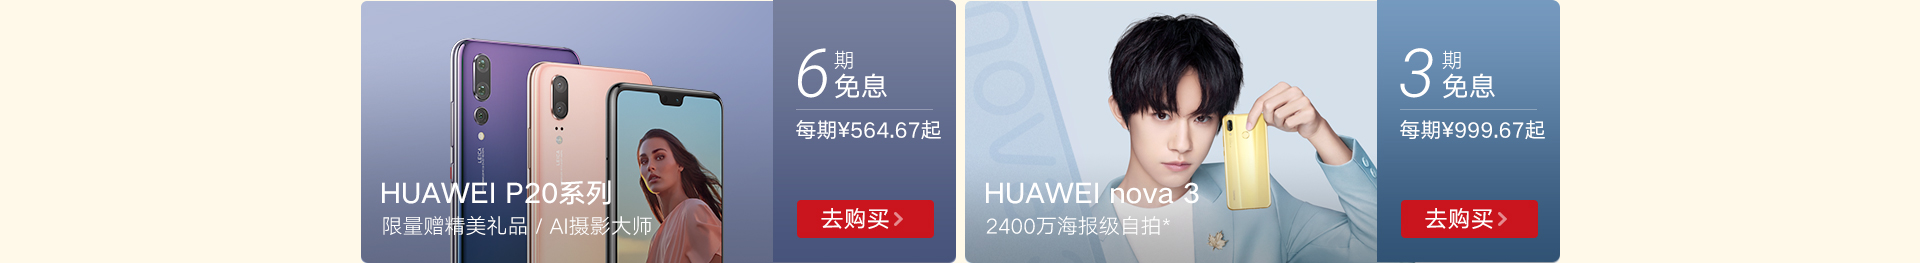 HUAWEI P20系列
限量赠精美礼品 / AI摄影大师
6期
免息
每期¥564.67起
去购买>
nova
HUAWEI nova 3
2400万海报级自拍*
3期
免息
每期¥999.67起
去购买>
LEICA